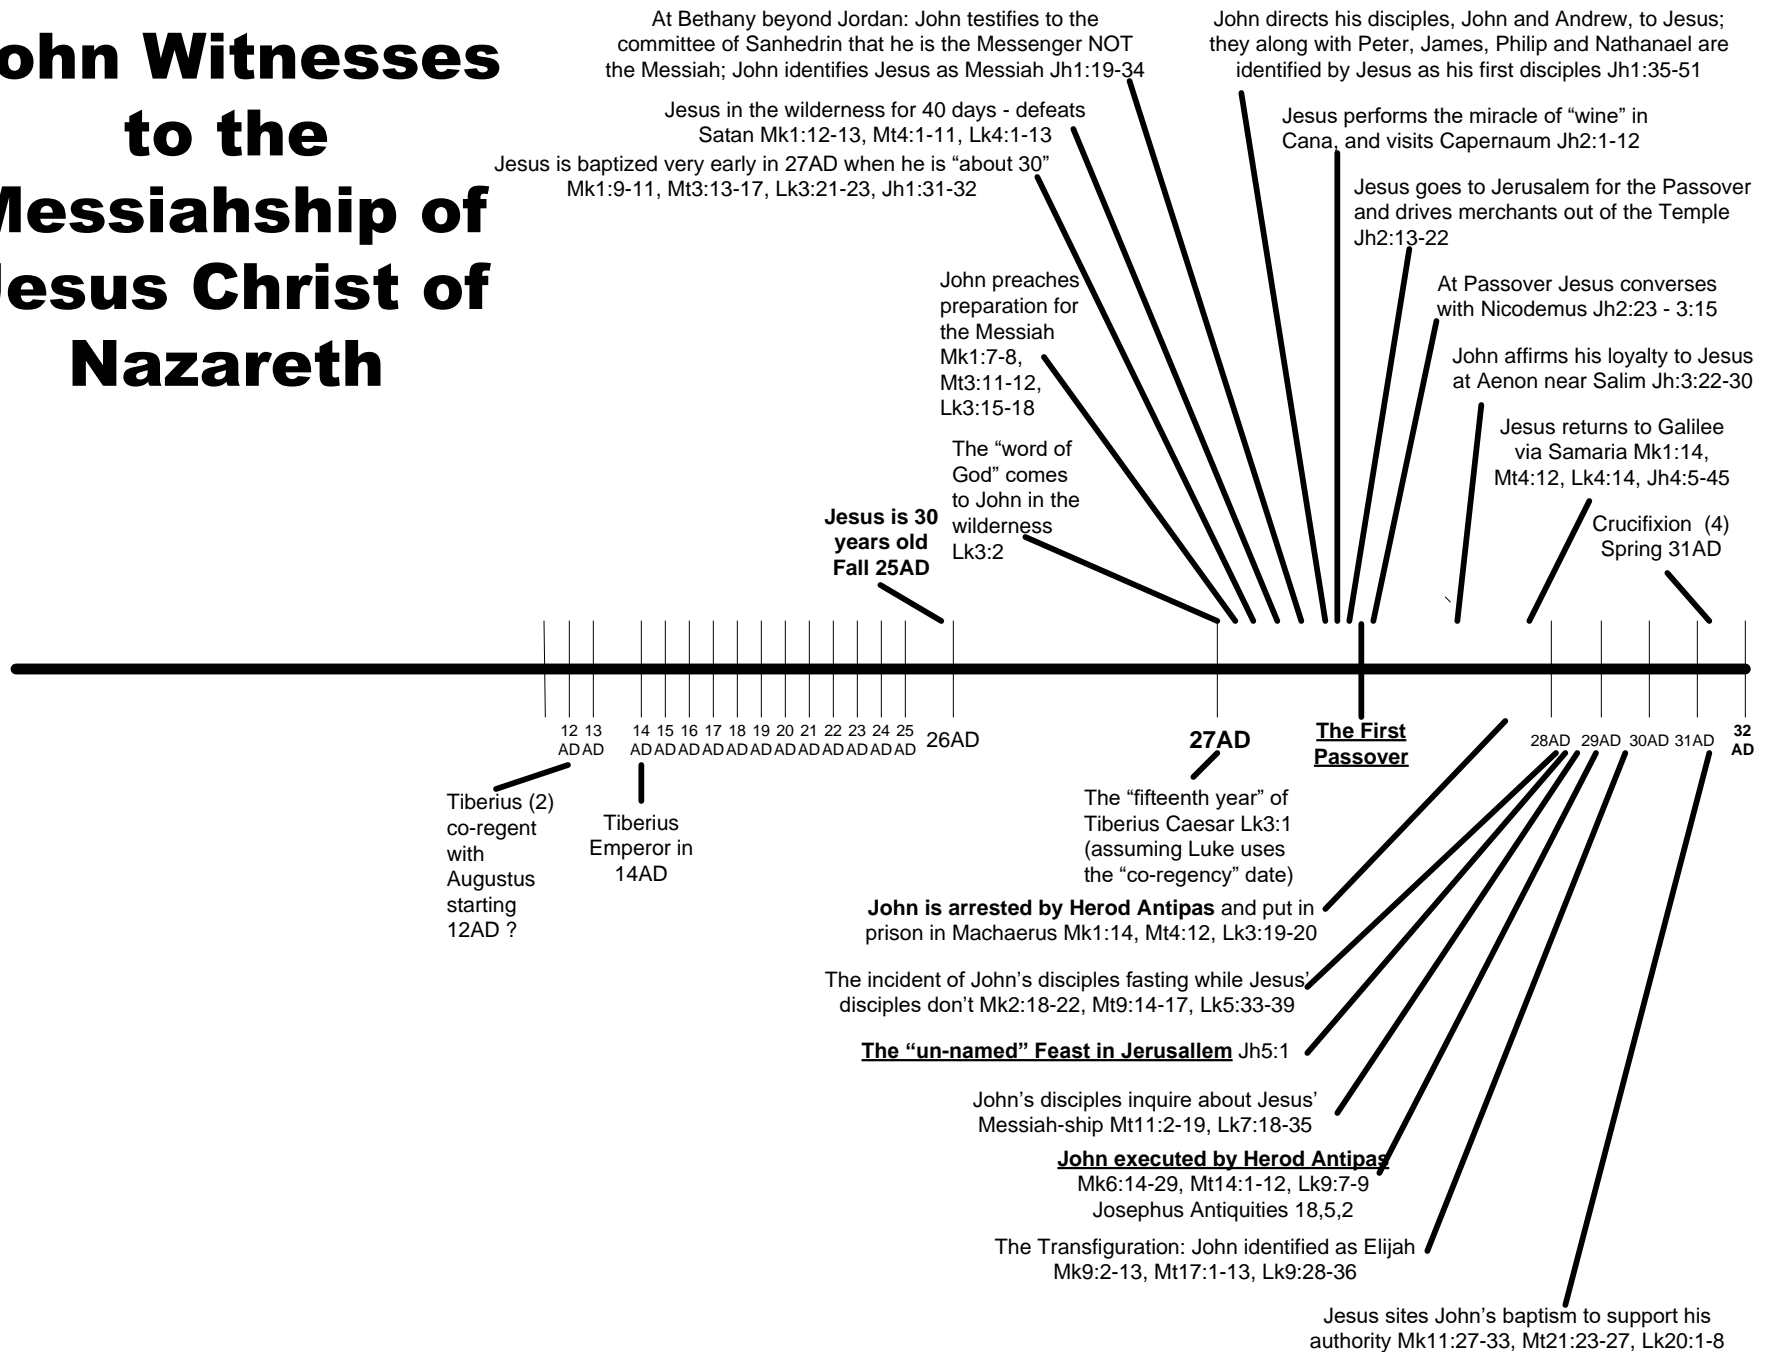 ohn Witnesses
to the
Messiahship of
Jesus Christ of
Nazareth
At Bethany beyond Jordan: John testifies to the
committee of Sanhedrin that he is the Messenger NOT
the Messiah; John identifies Jesus as Messiah Jh1:19-34
Jesus in the wilderness for 40 days - defeats
Satan Mk1:12-13, Mt4:1-11, Lk4:1-13
Jesus is baptized very early in 27AD when he is “about 30”
Mk1:9-11, Mt3:13-17, Lk3:21-23, Jh1:31-32
John preaches
preparation for
the Messiah
Mk1:7-8,
Mt3:11-12,
Lk3:15-18
The “word of
God” comes
to John in the
wilderness
Lk3:2
Jesus is 30
years old
Fall 25AD
John directs his disciples, John and Andrew, to Jesus;
they along with Peter, James, Philip and Nathanael are
identified by Jesus as his first disciples Jh1:35-51
Jesus performs the miracle of “wine” in
Cana, and visits Capernaum Jh2:1-12
Jesus goes to Jerusalem for the Passover
and drives merchants out of the Temple
Jh2:13-22
At Passover Jesus converses
with Nicodemus Jh2:23 - 3:15
John affirms his loyalty to Jesus
at Aenon near Salim Jh:3:22-30
Jesus returns to Galilee
via Samaria Mk1:14,
Mt4:12, Lk4:14, Jh4:5-45
Crucifixion (4)
Spring 31AD
12 13 14 15 16 17 18 19 20 21 22 23 24 25
AD AD AD AD AD AD AD AD AD AD AD AD AD AD
26AD
27AD
The First
Passover
28AD 29AD 30AD 31AD
32
AD
Tiberius (2)
co-regent
with
Augustus
starting
12AD ?
Tiberius
Emperor in
14AD
The “fifteenth year” of
Tiberius Caesar Lk3:1
(assuming Luke uses
the “co-regency” date)
John is arrested by Herod Antipas and put in
prison in Machaerus Mk1:14, Mt4:12, Lk3:19-20
The incident of John’s disciples fasting while Jesus’
disciples don’t Mk2:18-22, Mt9:14-17, Lk5:33-39
The “un-named” Feast in Jerusallem Jh5:1
John’s disciples inquire about Jesus’
Messiah-ship Mt11:2-19, Lk7:18-35
John executed by Herod Antipas
Mk6:14-29, Mt14:1-12, Lk9:7-9
Josephus Antiquities 18,5,2
The Transfiguration: John identified as Elijah
Mk9:2-13, Mt17:1-13, Lk9:28-36
Jesus sites John’s baptism to support his
authority Mk11:27-33, Mt21:23-27, Lk20:1-8